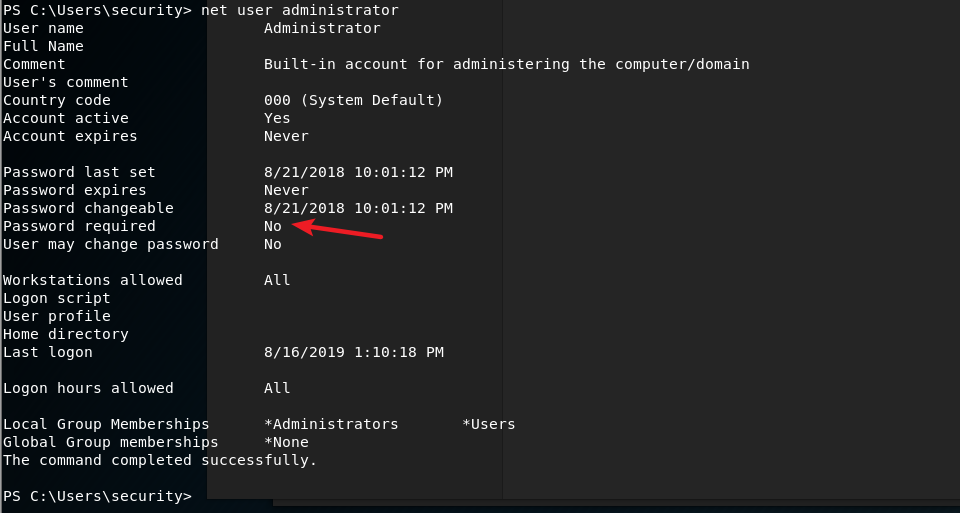 PS C:\Users\security> net user administrator
User name                    Administrator
Full Name
Comment                      Built-in account for administering the computer/domain
User's comment
Country code                 000 (System Default)
Account active               Yes
Account expires              Never

Password last set            8/21/2018 10:01:12 PM
Password expires             Never
Password changeable          8/21/2018 10:01:12 PM
Password required            No
User may change password     No

Workstations allowed         All
Logon script
User profile
Home directory
Last logon                   8/16/2019 1:10:18 PM

Logon hours allowed          All

Local Group Memberships      *Administrators       *Users
Global Group memberships     *None
The command completed successfully.

PS C:\Users\security>